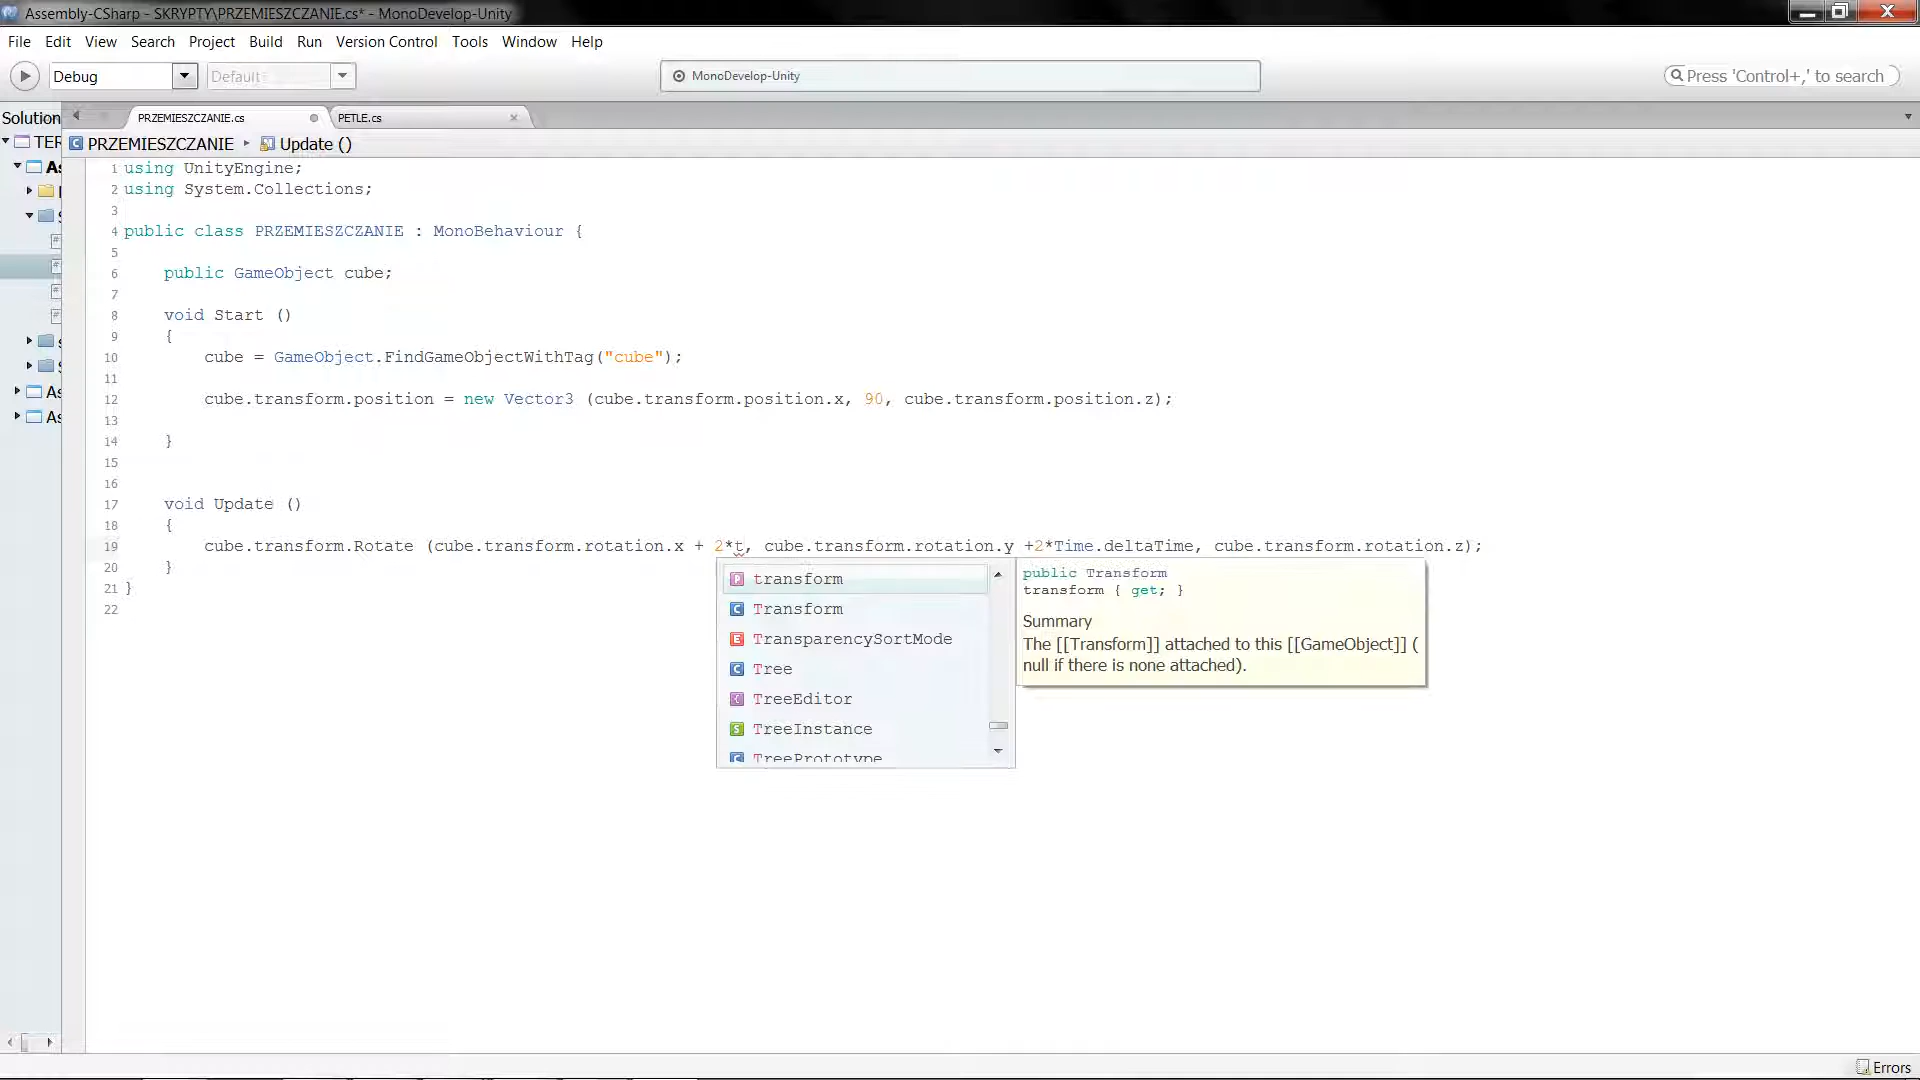 Assembly-CSharp - SKRYPTY\PRZEMIESZCZANIE.cs* - MonoDevelop-Unity
File Edit View Search Project Build Run Version Control Tools Window Help
Debug Default MonoDevelop-Unity Press 'Control+,' to search
Solution PRZEMIESZCZANIE.cs PETLE.cs
TER PRZEMIESZCZANIE Update ()
As
As
As
1 using UnityEngine;
2 using System.Collections;
3
4 public class PRZEMIESZCZANIE : MonoBehaviour {
5
6 public GameObject cube;
7
8 void Start ()
9 {
10 cube = GameObject.FindGameObjectWithTag("cube");
11
12 cube.transform.position = new Vector3 (cube.transform.position.x, 90, cube.transform.position.z);
13
14 }
15
16
17 void Update ()
18 {
19 cube.transform.Rotate (cube.transform.rotation.x + 2*t, cube.transform.rotation.y +2*Time.deltaTime, cube.transform.rotation.z);
20 }
21 }
22
transform
Transform
TransparencySortMode
Tree
TreeEditor
TreeInstance
TreePrototype
public Transform
transform { get; }
Summary
The [[Transform]] attached to this [[GameObject]] (
null if there is none attached).
Errors